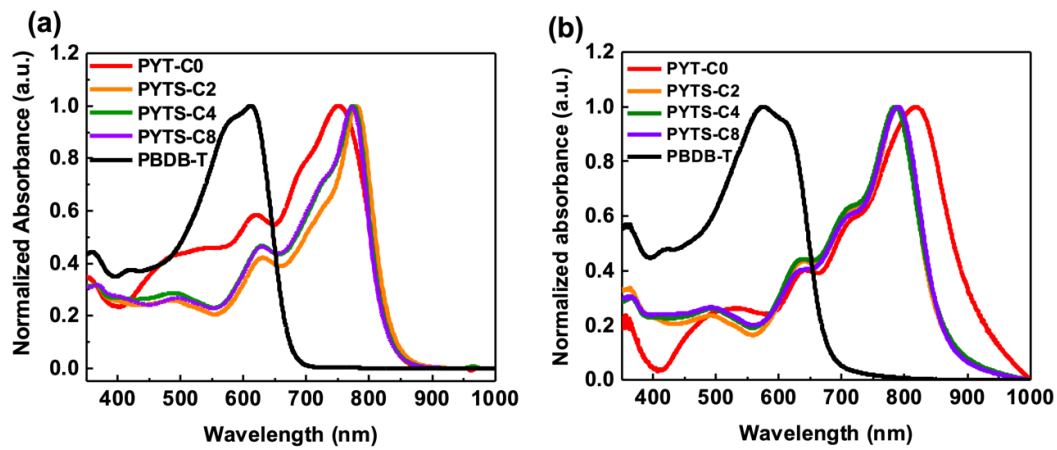 (a)
Normalized Absorbance (a.u.)
1.2
1.0
0.8
0.6
0.4
0.2
0.0
PYT-C0
PYTS-C2
PYTS-C4
PYTS-C8
PBDB-T
400 500 600 700 800 900 1000
Wavelength (nm)
(b)
Normalized absorbance (a.u.)
1.2
1.0
0.8
0.6
0.4
0.2
0.0
PYT-C0
PYTS-C2
PYTS-C4
PYTS-C8
PBDB-T
400 500 600 700 800 900 1000
Wavelength (nm)